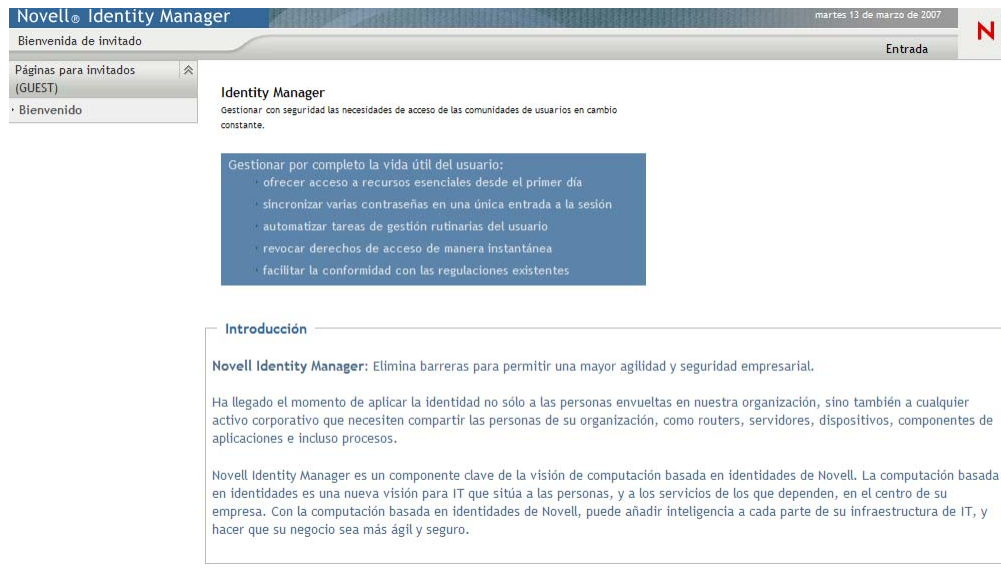 Novell® Identity Manager
martes 13 de marzo de 2007
N
Bienvenida de invitado
Entrada
Páginas para invitados
(GUEST)
· Bienvenido
Identity Manager
Gestionar con seguridad las necesidades de acceso de las comunidades de usuarios en cambio
constante.
Gestionar por completo la vida útil del usuario:
· ofrecer acceso a recursos esenciales desde el primer día
· sincronizar varias contraseñas en una única entrada a la sesión
· automatizar tareas de gestión rutinarias del usuario
· revocar derechos de acceso de manera instantánea
· facilitar la conformidad con las regulaciones existentes
Introducción
Novell Identity Manager: Elimina barreras para permitir una mayor agilidad y seguridad empresarial.
Ha llegado el momento de aplicar la identidad no sólo a las personas envueltas en nuestra organización, sino también a cualquier
activo corporativo que necesiten compartir las personas de su organización, como routers, servidores, dispositivos, componentes de
aplicaciones e incluso procesos.
Novell Identity Manager es un componente clave de la visión de computación basada en identidades de Novell. La computación basada
en identidades es una nueva visión para IT que sitúa a las personas, y a los servicios de los que dependen, en el centro de su
empresa. Con la computación basada en identidades de Novell, puede añadir inteligencia a cada parte de su infraestructura de IT, y
hacer que su negocio sea más ágil y seguro.